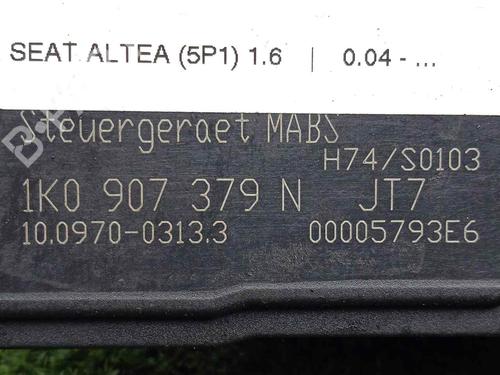 SEAT ALTEA (5P1) 1.6 | 0.04 - ...
Steuergeraet MABS
H74/S0103
1K0 907 379 N JT7
10.0970-0313.3 00005793E6